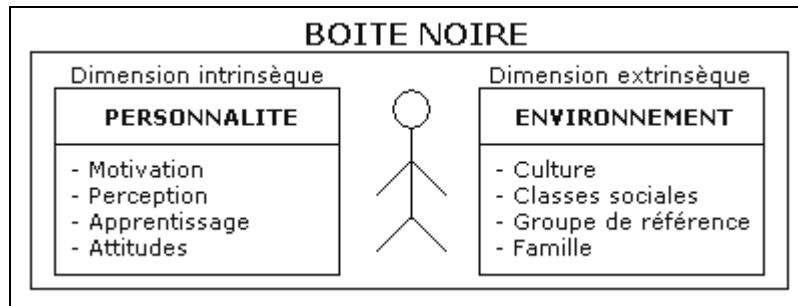 BOITE NOIRE
Dimension intrinsèque
PERSONNALITE
- Motivation
- Perception
- Apprentissage
- Attitudes
Dimension extrinsèque
ENVIRONNEMENT
- Culture
- Classes sociales
- Groupe de référence
- Famille